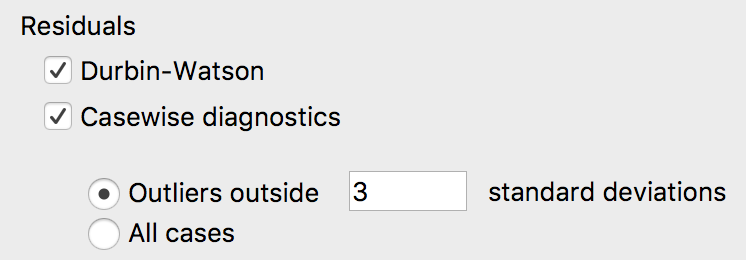 Residuals
Durbin-Watson
Casewise diagnostics
Outliers outside 3 standard deviations
All cases